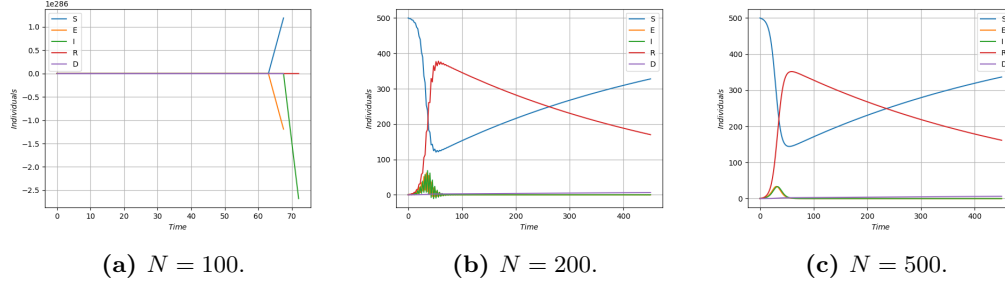 1e286
1.0
0.5
0.0
−0.5
−1.0
−1.5
−2.0
−2.5
Individuals
S
E
I
R
D
0 10 20 30 40 50 60 70
Time
500
400
300
200
100
0
Individuals
S
E
I
R
D
0 100 200 300 400
Time
500
400
300
200
100
0
Individuals
S
E
I
R
D
0 100 200 300 400
Time
(a) N = 100.
(b) N = 200.
(c) N = 500.